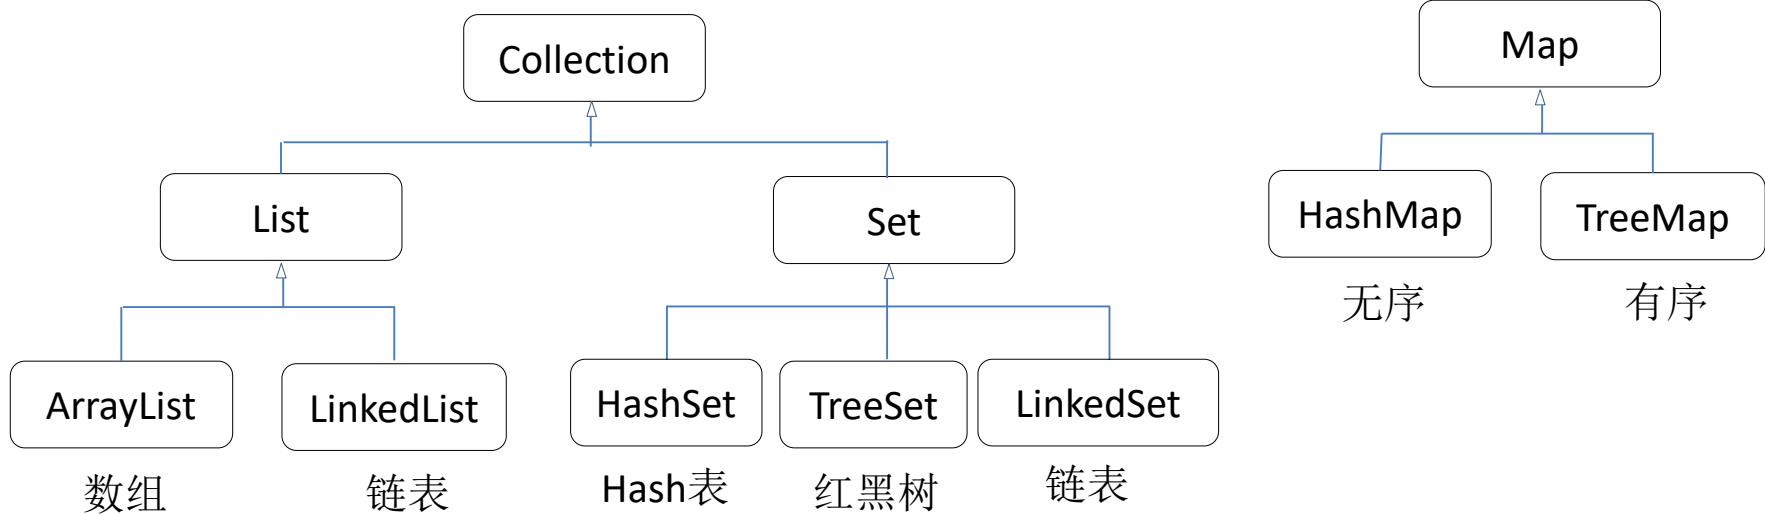 Collection
Map
List
Set
HashMap
TreeMap
无序
有序
ArrayList
LinkedList
HashSet
TreeSet
LinkedSet
数组
链表
Hash表
红黑树
链表